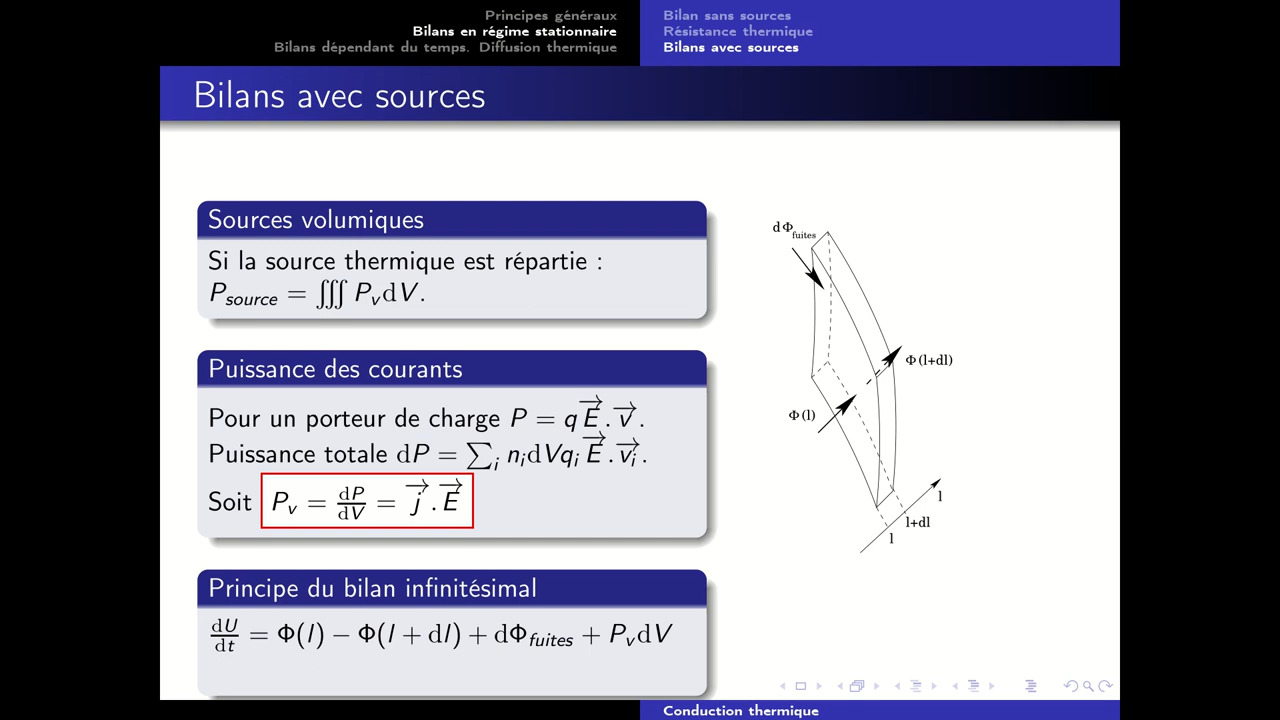 Principes généraux
Bilans en régime stationnaire
Bilans dépendant du temps. Diffusion thermique
Bilan sans sources
Résistance thermique
Bilans avec sources
Bilans avec sources
Sources volumiques
Si la source thermique est répartie :
P_source = ∭ P_v dV.
Puissance des courants
Pour un porteur de charge P = q E⃗ . v⃗.
Puissance totale dP = ∑_i n_i dV q_i E⃗ . v⃗_i.
Soit P_v = dP/dV = j⃗ . E⃗
Principe du bilan infinitésimal
dU/dt = Φ(l) − Φ(l + dl) + dΦ_fuites + P_v dV
dΦ_fuites
Φ(l+dl)
Φ(l)
l
l+dl
l
Conduction thermique